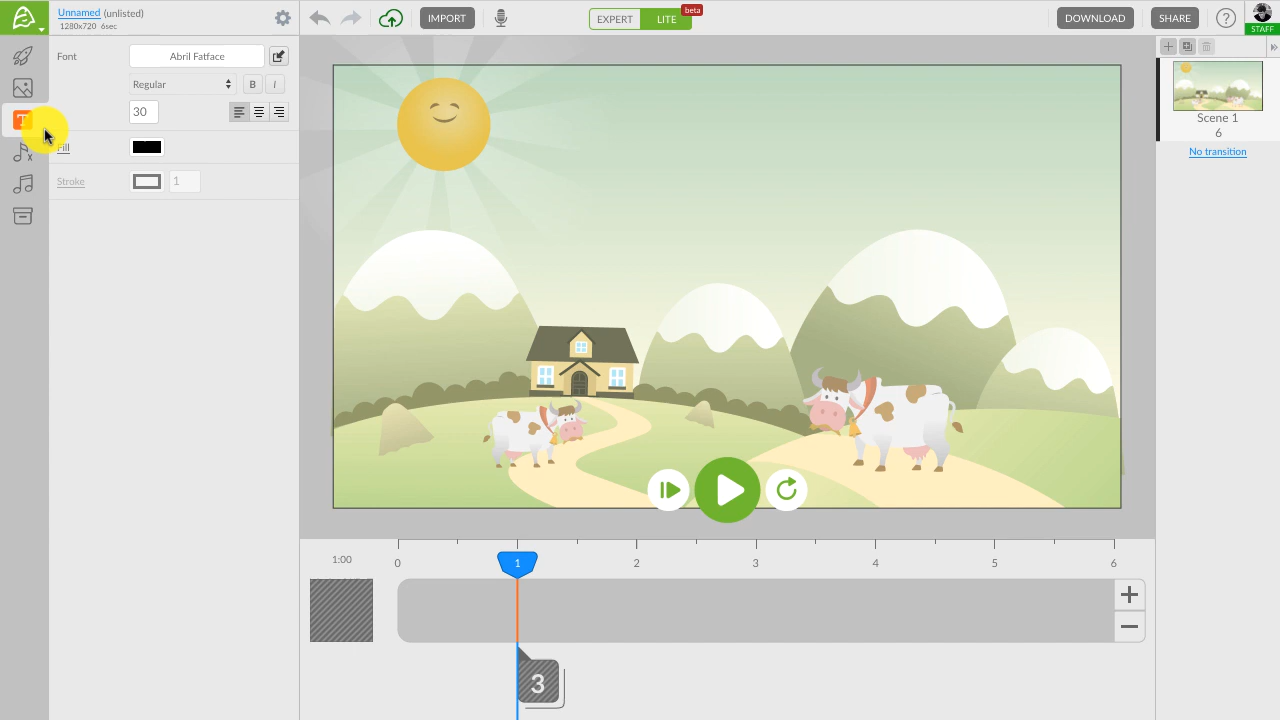 Unnamed (unlisted)
1280x720 6sec
IMPORT
EXPERT
LITE
beta
DOWNLOAD
SHARE
?
STAFF
Font
Abril Fatface
Regular
B
I
30
T
Fill
Stroke
1
Scene 1
6
No transition
1:00
0
1
2
3
4
5
6
3